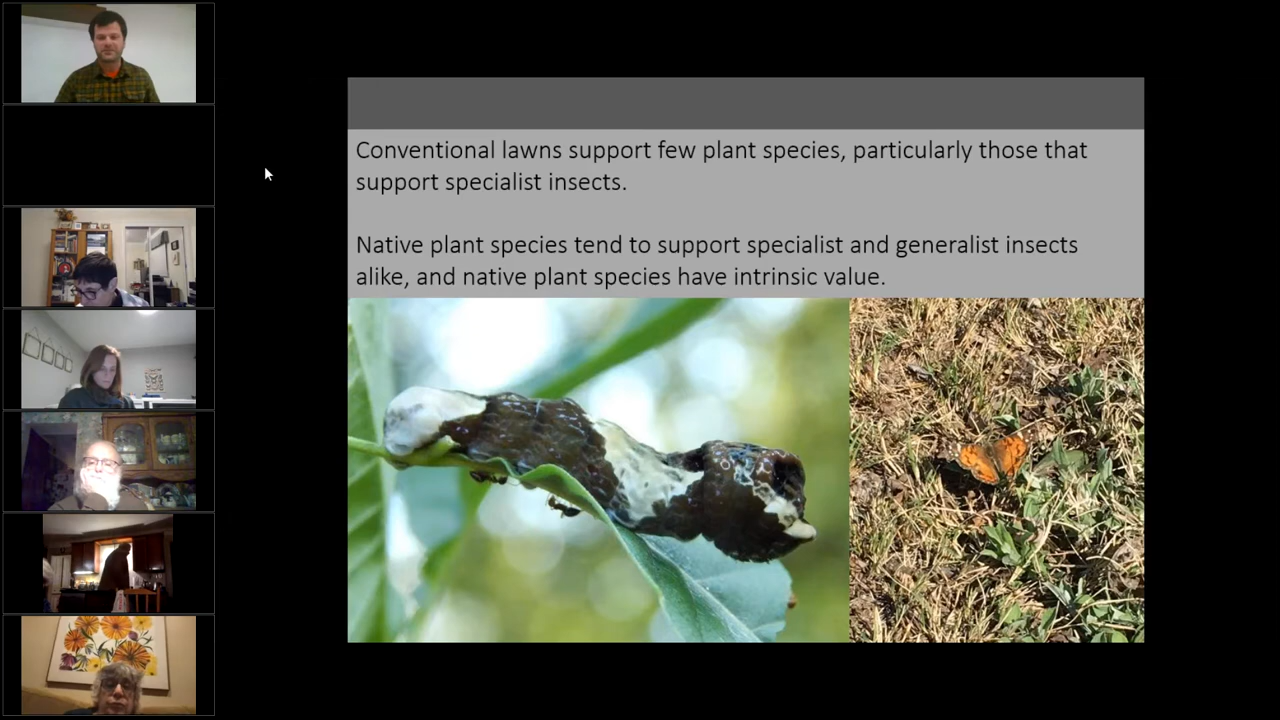 Conventional lawns support few plant species, particularly those that
support specialist insects.
Native plant species tend to support specialist and generalist insects
alike, and native plant species have intrinsic value.